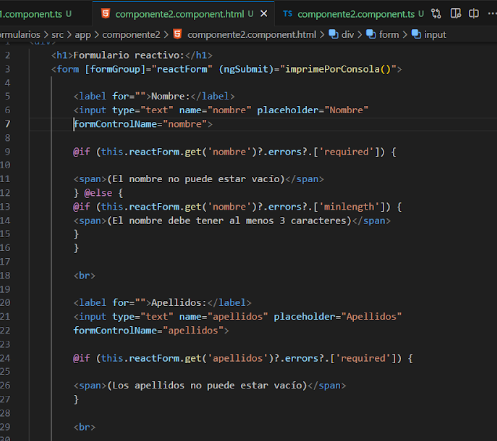 .component.ts U
componente2.component.html U
componente2.component.ts U
ormularios > src > app > componente2 > componente2.component.html > div > form > input
1 <div>
2 <h1>Formulario reactivo:</h1>
3 <form [formGroup]="reactForm" (ngSubmit)="imprimePorConsola()">
4
5 <label for="">Nombre:</label>
6 <input type="text" name="nombre" placeholder="Nombre"
7 formControlName="nombre">
8
9 @if (this.reactForm.get('nombre')?.errors?.['required']) {
10
11 <span>(El nombre no puede estar vacío)</span>
12 } @else {
13 @if (this.reactForm.get('nombre')?.errors?.['minlength']) {
14 <span>(El nombre debe tener al menos 3 caracteres)</span>
15 }
16 }
17
18 <br>
19
20 <label for="">Apellidos:</label>
21 <input type="text" name="apellidos" placeholder="Apellidos"
22 formControlName="apellidos">
23
24 @if (this.reactForm.get('apellidos')?.errors?.['required']) {
25
26 <span>(Los apellidos no puede estar vacío)</span>
27 }
28
29 <br>
30